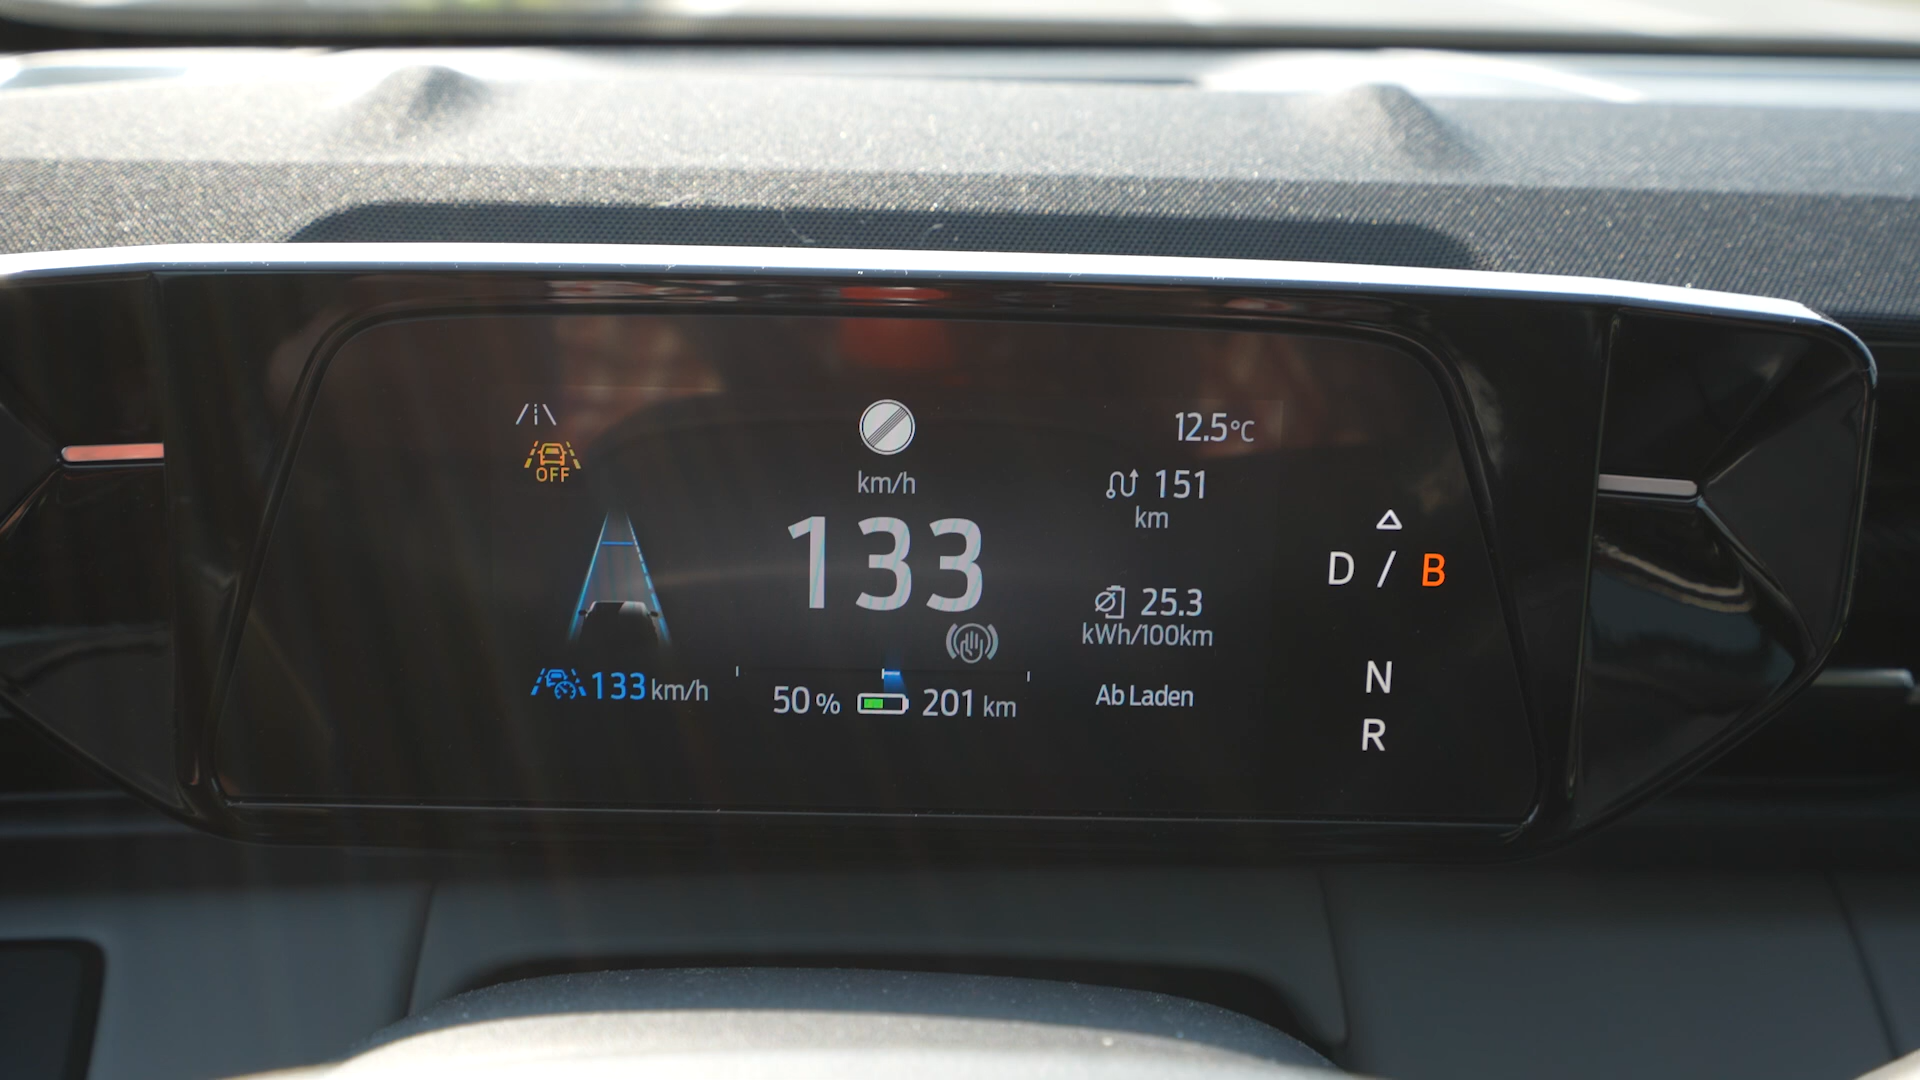 OFF
133 km/h
km/h
133
50 % 201 km
12.5°C
151
km
25.3
kWh/100km
Ab Laden
D / B
N
R